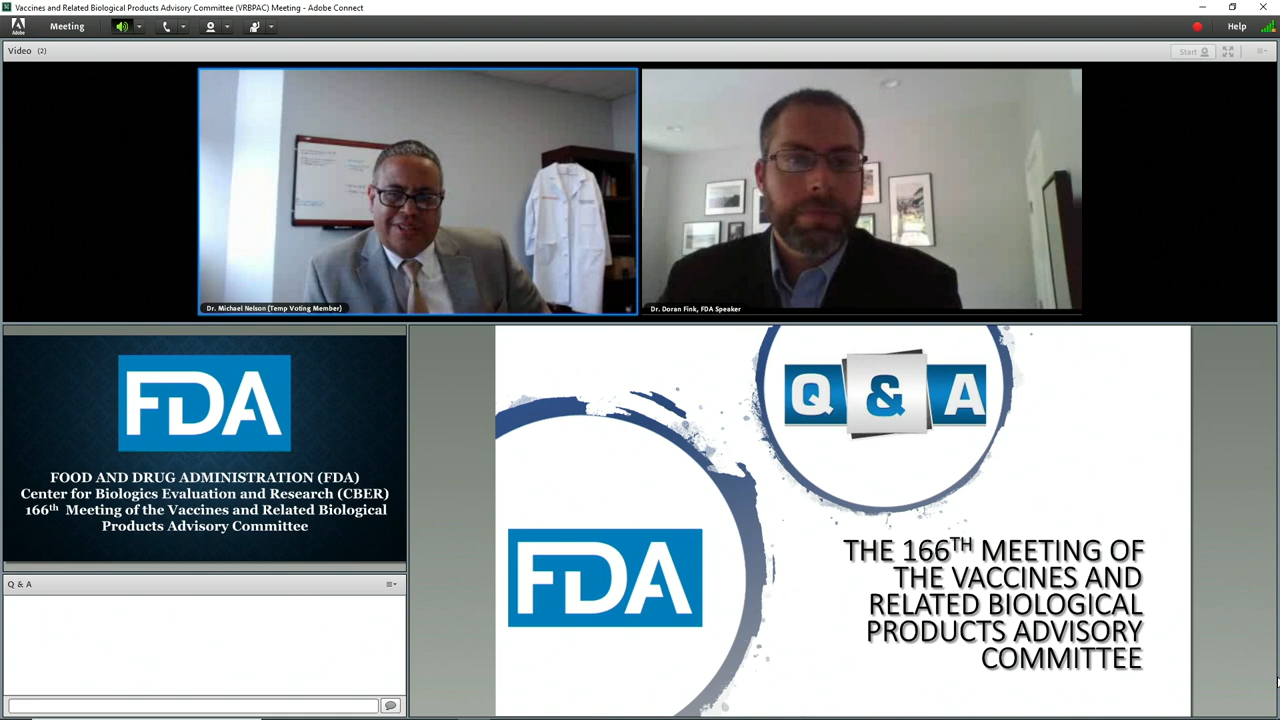 Vaccines and Related Biological Products Advisory Committee (VRBPAC) Meeting - Adobe Connect
Adobe
Meeting
Help
Video (2)
Start
Dr. Michael Nelson (Temp Voting Member)
Dr. Doran Fink, FDA Speaker
FDA
FOOD AND DRUG ADMINISTRATION (FDA)
Center for Biologics Evaluation and Research (CBER)
166th Meeting of the Vaccines and Related Biological
Products Advisory Committee
Q & A
Q & A
FDA
THE 166TH MEETING OF
THE VACCINES AND
RELATED BIOLOGICAL
PRODUCTS ADVISORY
COMMITTEE